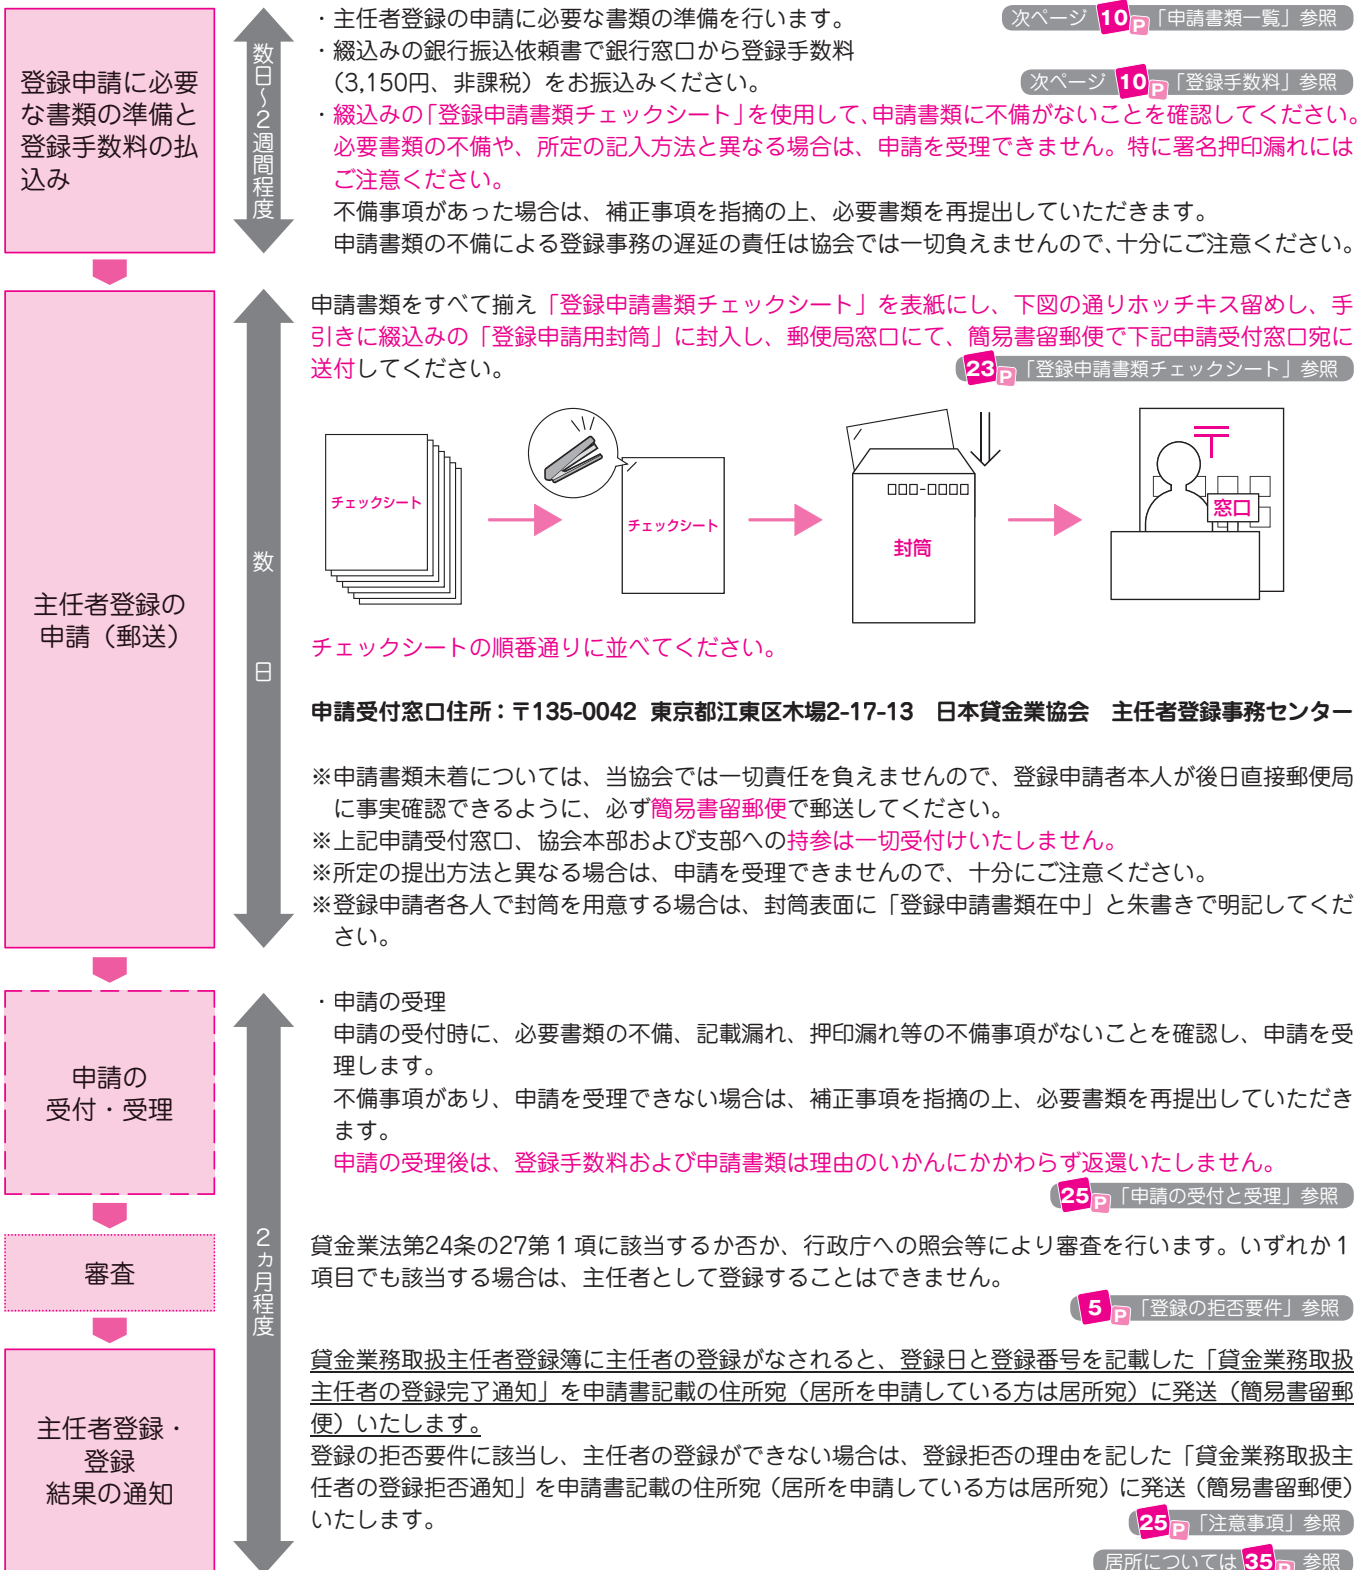 登録申請に必要
な書類の準備と
登録手数料の払
込み
数日〜2週間程度
・主任者登録の申請に必要な書類の準備を行います。
次ページ 10P 「申請書類一覧」参照
・綴込みの銀行振込依頼書で銀行窓口から登録手数料
（3,150円、非課税）をお振込みください。
次ページ 10P 「登録手数料」参照
・綴込みの「登録申請書類チェックシート」を使用して、申請書類に不備がないことを確認してください。
必要書類の不備や、所定の記入方法と異なる場合は、申請を受理できません。特に署名押印漏れには
ご注意ください。
不備事項があった場合は、補正事項を指摘の上、必要書類を再提出していただきます。
申請書類の不備による登録事務の遅延の責任は協会では一切負えませんので、十分にご注意ください。
主任者登録の
申請（郵送）
数日
申請書類をすべて揃え「登録申請書類チェックシート」を表紙にし、下図の通りホッチキス留めし、手
引きに綴込みの「登録申請用封筒」に封入し、郵便局窓口にて、簡易書留郵便で下記申請受付窓口宛に
送付してください。
23P 「登録申請書類チェックシート」参照
チェックシート
チェックシート
封筒
〒
窓口
チェックシートの順番通りに並べてください。
申請受付窓口住所：〒135-0042 東京都江東区木場2-17-13 日本貸金業協会 主任者登録事務センター
※申請書類未着については、当協会では一切責任を負えませんので、登録申請者本人が後日直接郵便局
に事実確認できるように、必ず簡易書留郵便で郵送してください。
※上記申請受付窓口、協会本部および支部への持参は一切受付けいたしません。
※所定の提出方法と異なる場合は、申請を受理できませんので、十分にご注意ください。
※登録申請者各人で封筒を用意する場合は、封筒表面に「登録申請書類在中」と朱書きで明記してくだ
さい。
申請の
受付・受理
2ヵ月程度
・申請の受理
申請の受付時に、必要書類の不備、記載漏れ、押印漏れ等の不備事項がないことを確認し、申請を受
理します。
不備事項があり、申請を受理できない場合は、補正事項を指摘の上、必要書類を再提出していただき
ます。
申請の受理後は、登録手数料および申請書類は理由のいかんにかかわらず返還いたしません。
25P 「申請の受付と受理」参照
審査
貸金業法第24条の27第１項に該当するか否か、行政庁への照会等により審査を行います。いずれか１
項目でも該当する場合は、主任者として登録することはできません。
5P 「登録の拒否要件」参照
主任者登録・
登録
結果の通知
貸金業務取扱主任者登録簿に主任者の登録がなされると、登録日と登録番号を記載した「貸金業務取扱
主任者の登録完了通知」を申請書記載の住所宛（居所を申請している方は居所宛）に発送（簡易書留郵
便）いたします。
登録の拒否要件に該当し、主任者の登録ができない場合は、登録拒否の理由を記した「貸金業務取扱主
任者の登録拒否通知」を申請書記載の住所宛（居所を申請している方は居所宛）に発送（簡易書留郵便）
いたします。
25P 「注意事項」参照
居所については 35P 参照